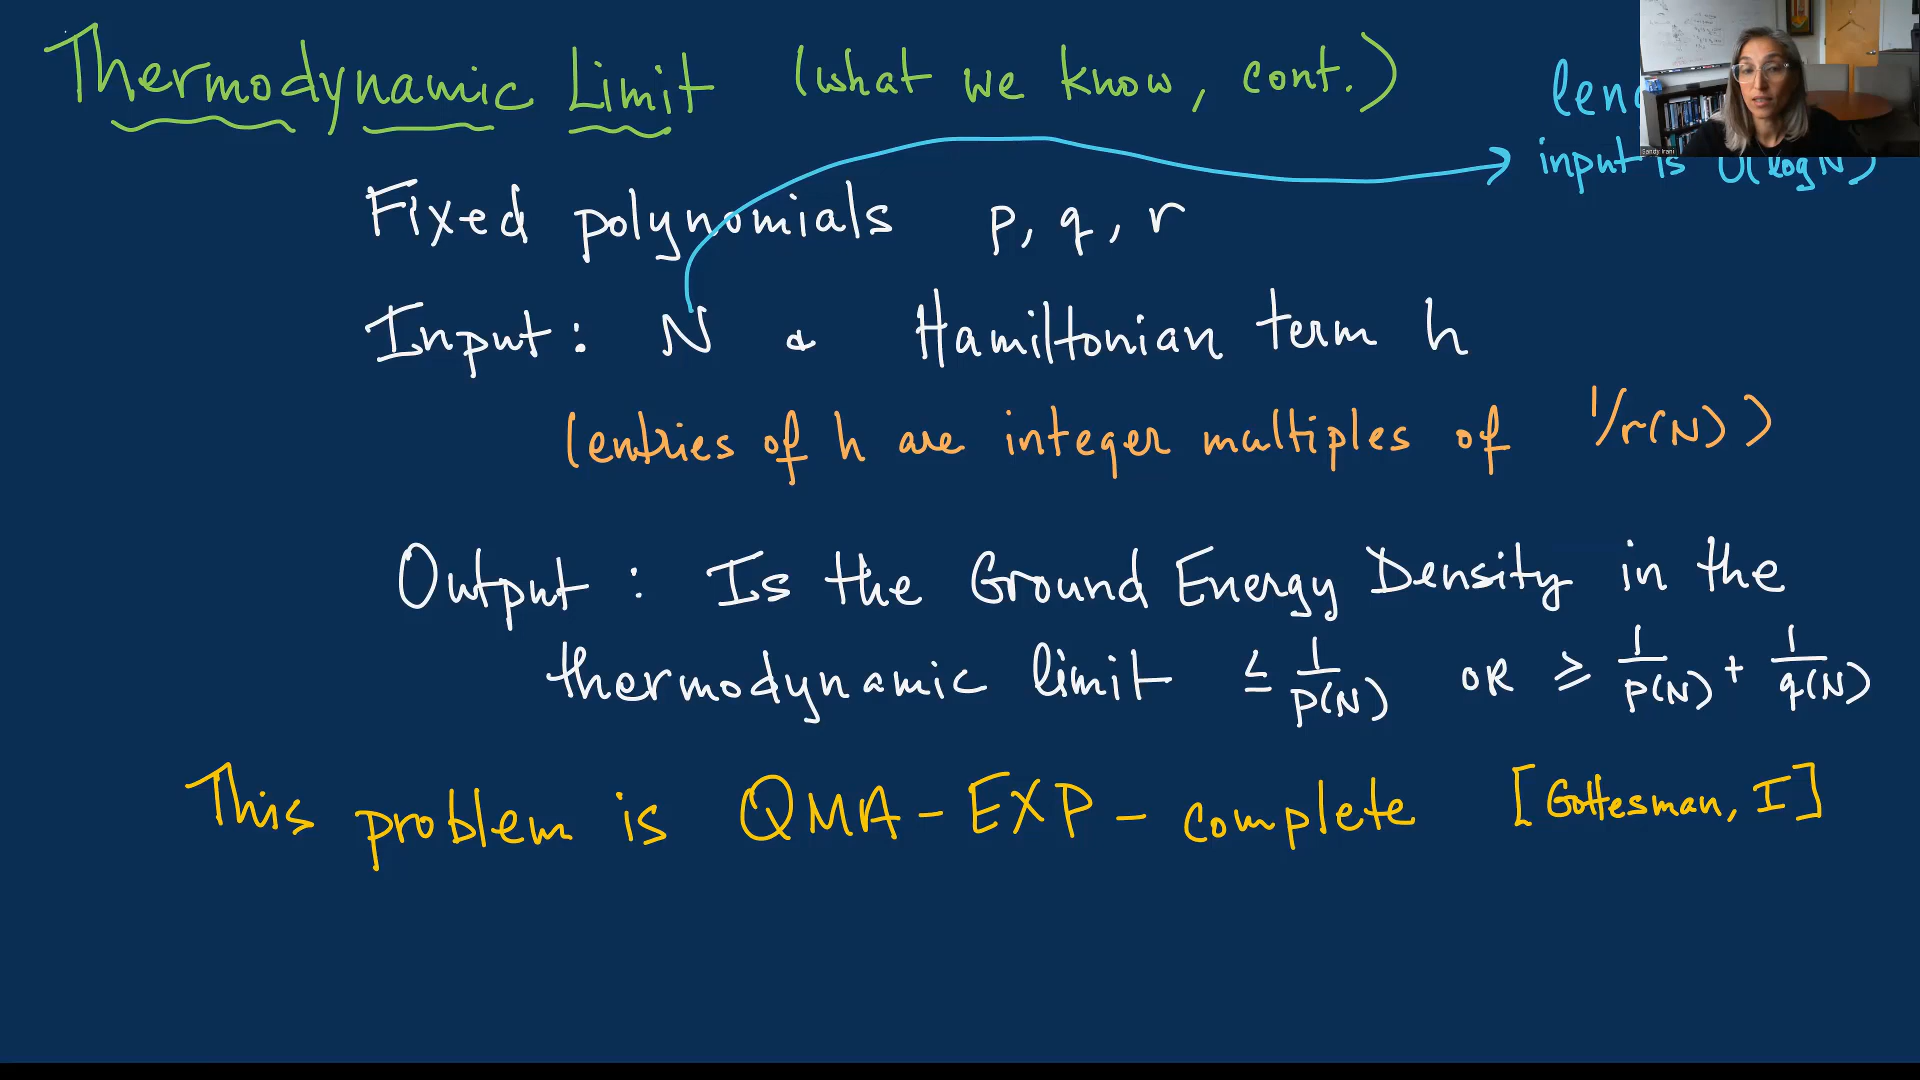 Thermodynamic Limit (what we know, cont.)
input is O(log N)
Fixed polynomials p, q, r
Input: N & Hamiltonian term h
(entries of h are integer multiples of 1/r(N))
Output: Is the Ground Energy Density in the
thermodynamic limit ≤ 1/p(N) OR ≥ 1/p(N) + 1/q(N)
This problem is QMA-EXP-complete [Gottesman, I]
Sandy Irani